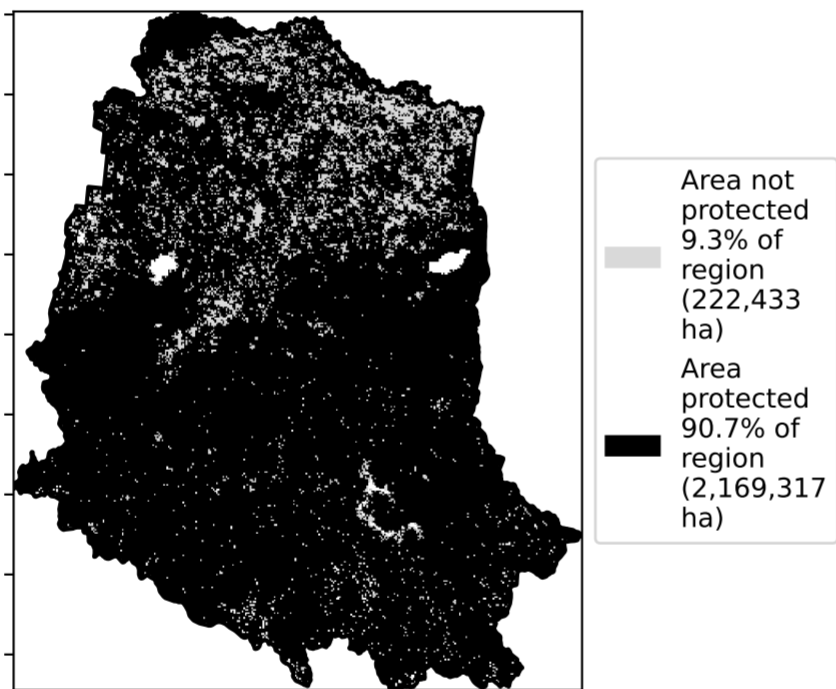 Area not
protected
9.3% of
region
(222,433
ha)
Area
protected
90.7% of
region
(2,169,317
ha)